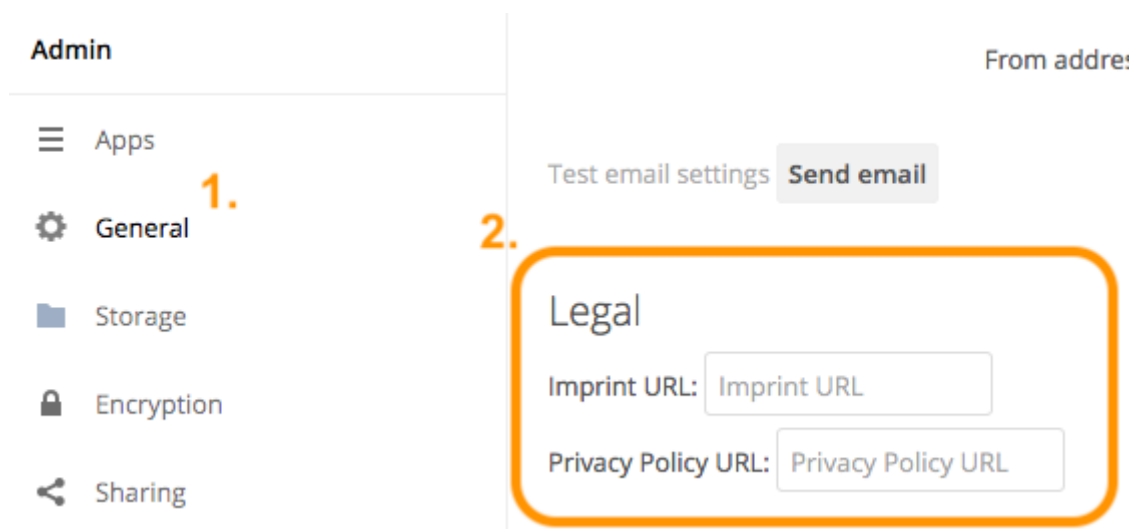 Admin
Apps
1.
General
Storage
Encryption
Sharing
From addres
Test email settings Send email
2.
Legal
Imprint URL: Imprint URL
Privacy Policy URL: Privacy Policy URL